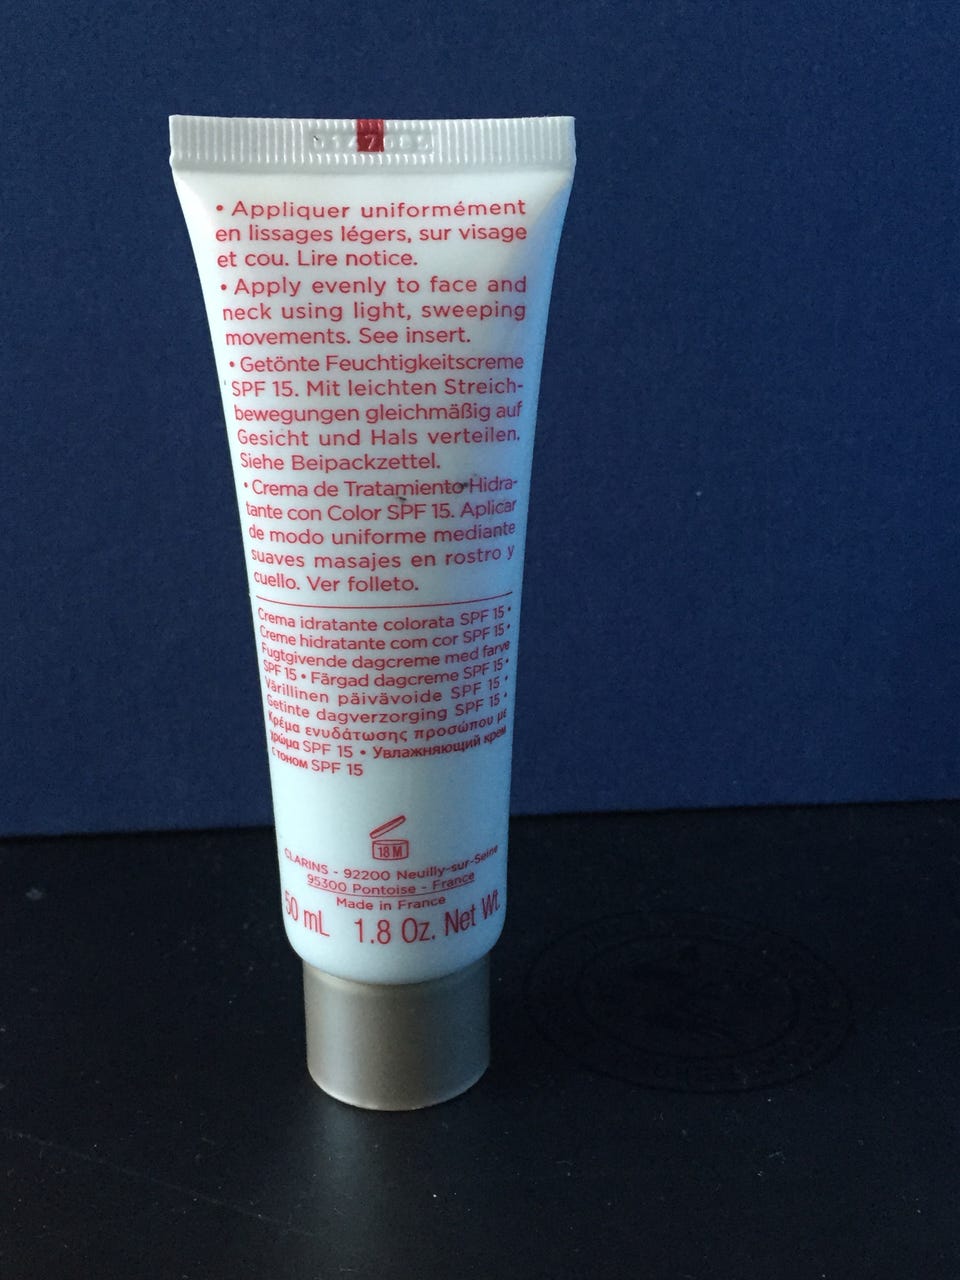 • Appliquer uniformément
en lissages légers, sur visage
et cou. Lire notice.
• Apply evenly to face and
neck using light, sweeping
movements. See insert.
• Getönte Feuchtigkeitscreme
SPF 15. Mit leichten Streich-
bewegungen gleichmäßig auf
Gesicht und Hals verteilen.
Siehe Beipackzettel.
• Crema de Tratamiento Hidra-
tante con Color SPF 15. Aplicar
de modo uniforme mediante
suaves masajes en rostro y
cuello. Ver folleto.
Crema idratante colorata SPF 15 •
Creme hidratante com cor SPF 15 •
Fugtgivende dagcreme med farve
SPF 15 • Färgad dagcreme SPF 15 •
Värillinen päivävoide SPF 15 •
Getinte dagverzorging SPF 15 •
Κρέμα ενυδάτωσης προσώπου με
χρώμα SPF 15 • Увлажняющий крем
с тоном SPF 15
18 M
CLARINS - 92200 Neuilly-sur-Seine
95300 Pontoise - France
Made in France
50 mL 1.8 Oz. Net Wt.